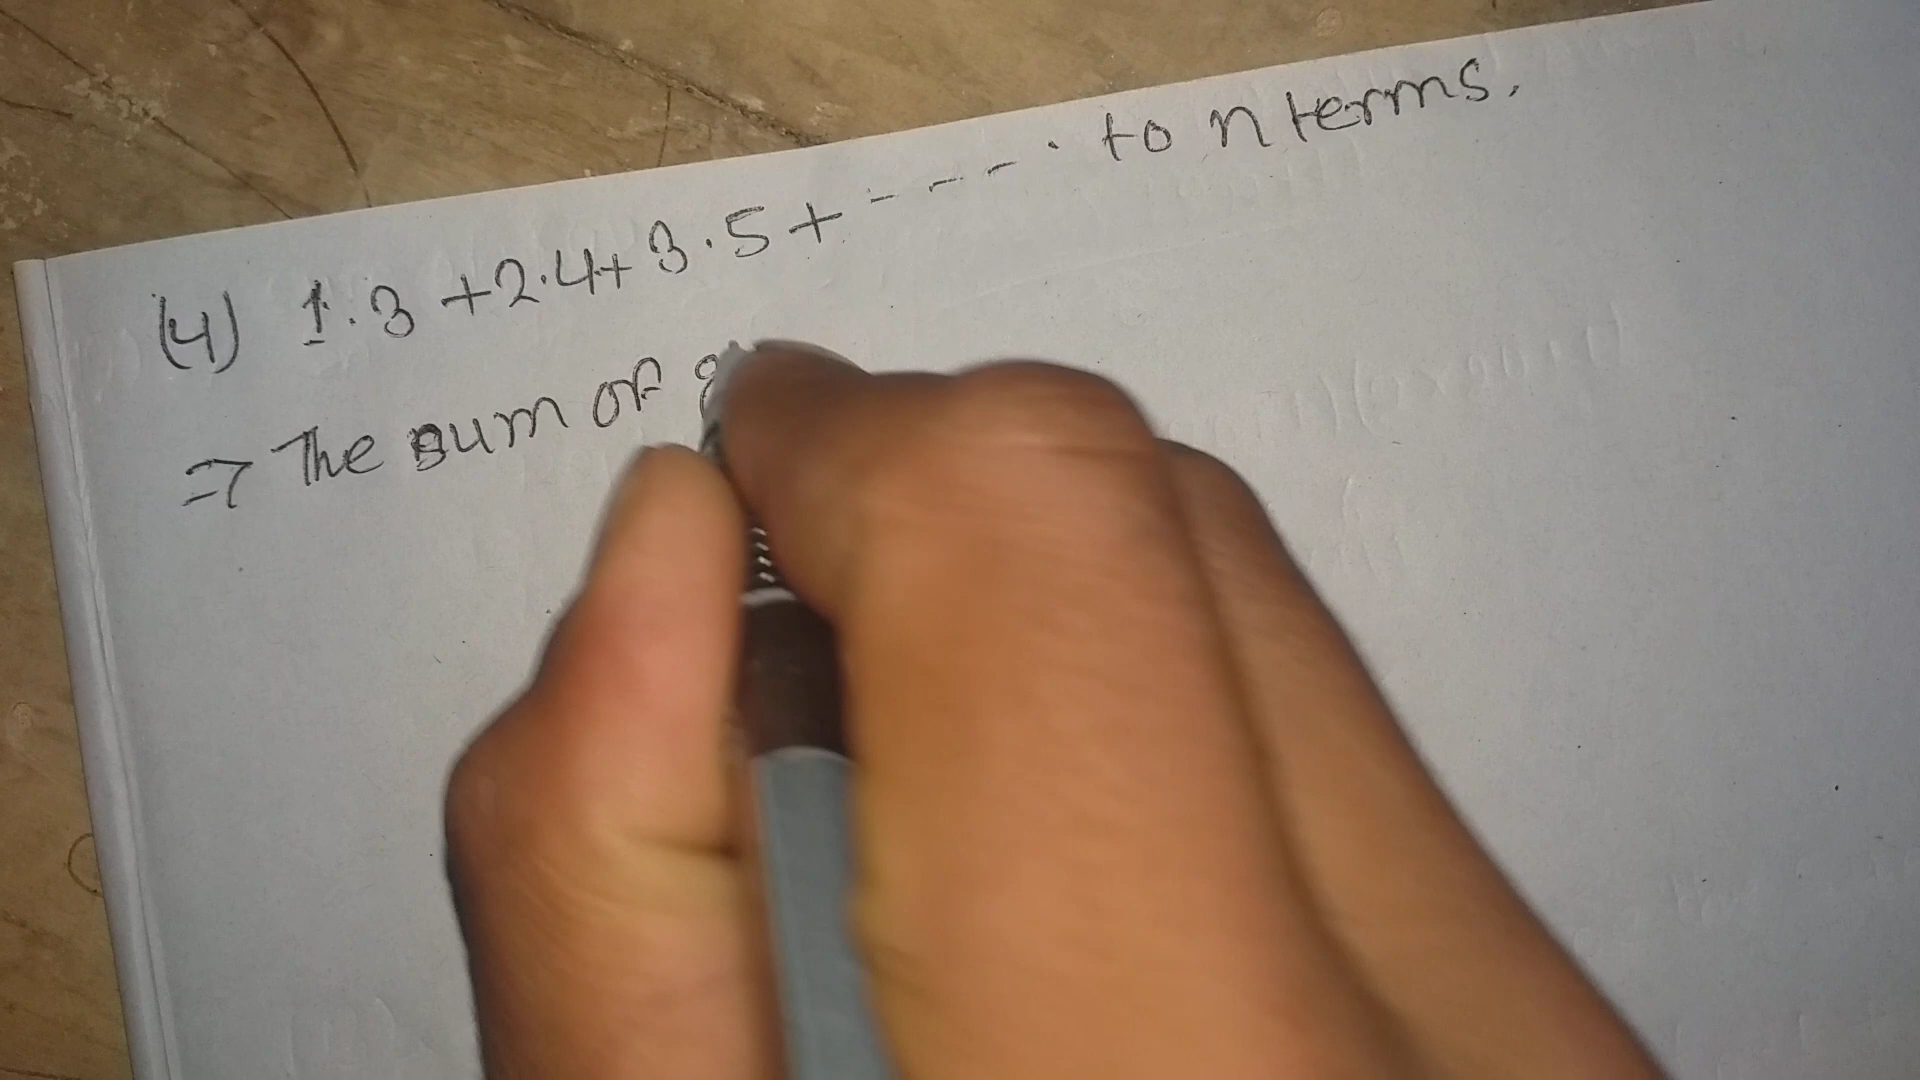 (4) 1.3 +2.4+ 3.5 + - - - - . to n terms.
⇒ The sum of